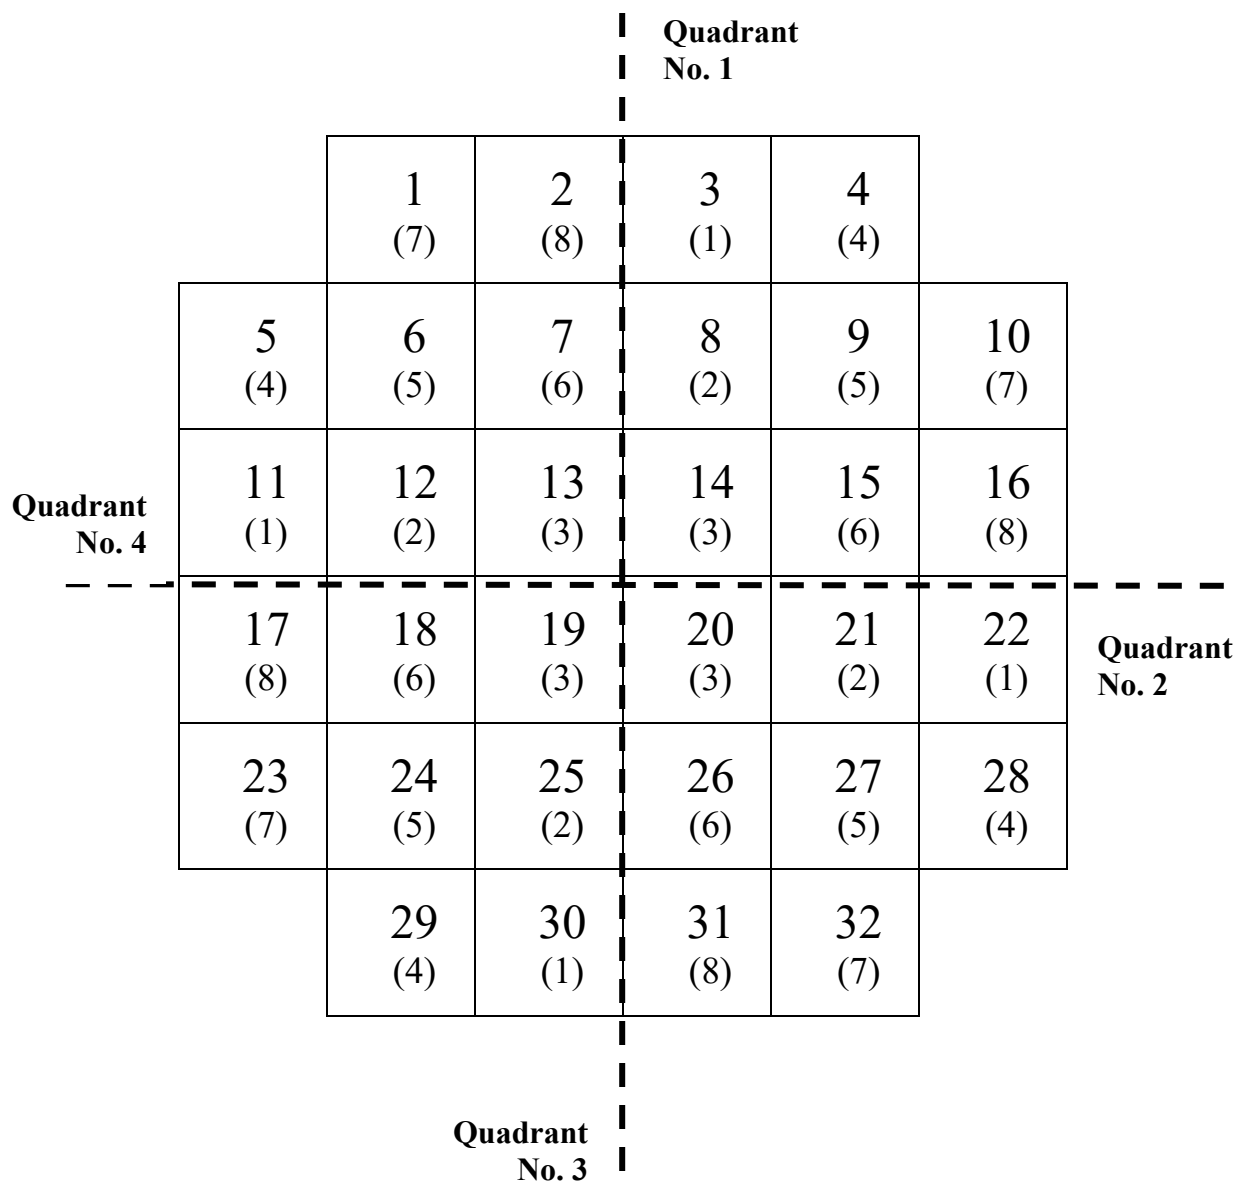 Quadrant
No. 1
1 2 3 4
(7) (8) (1) (4)
5 6 7 8 9 10
(4) (5) (6) (2) (5) (7)
11 12 13 14 15 16
(1) (2) (3) (3) (6) (8)
Quadrant
No. 4
17 18 19 20 21 22
(8) (6) (3) (3) (2) (1)
Quadrant
No. 2
23 24 25 26 27 28
(7) (5) (2) (6) (5) (4)
29 30 31 32
(4) (1) (8) (7)
Quadrant
No. 3